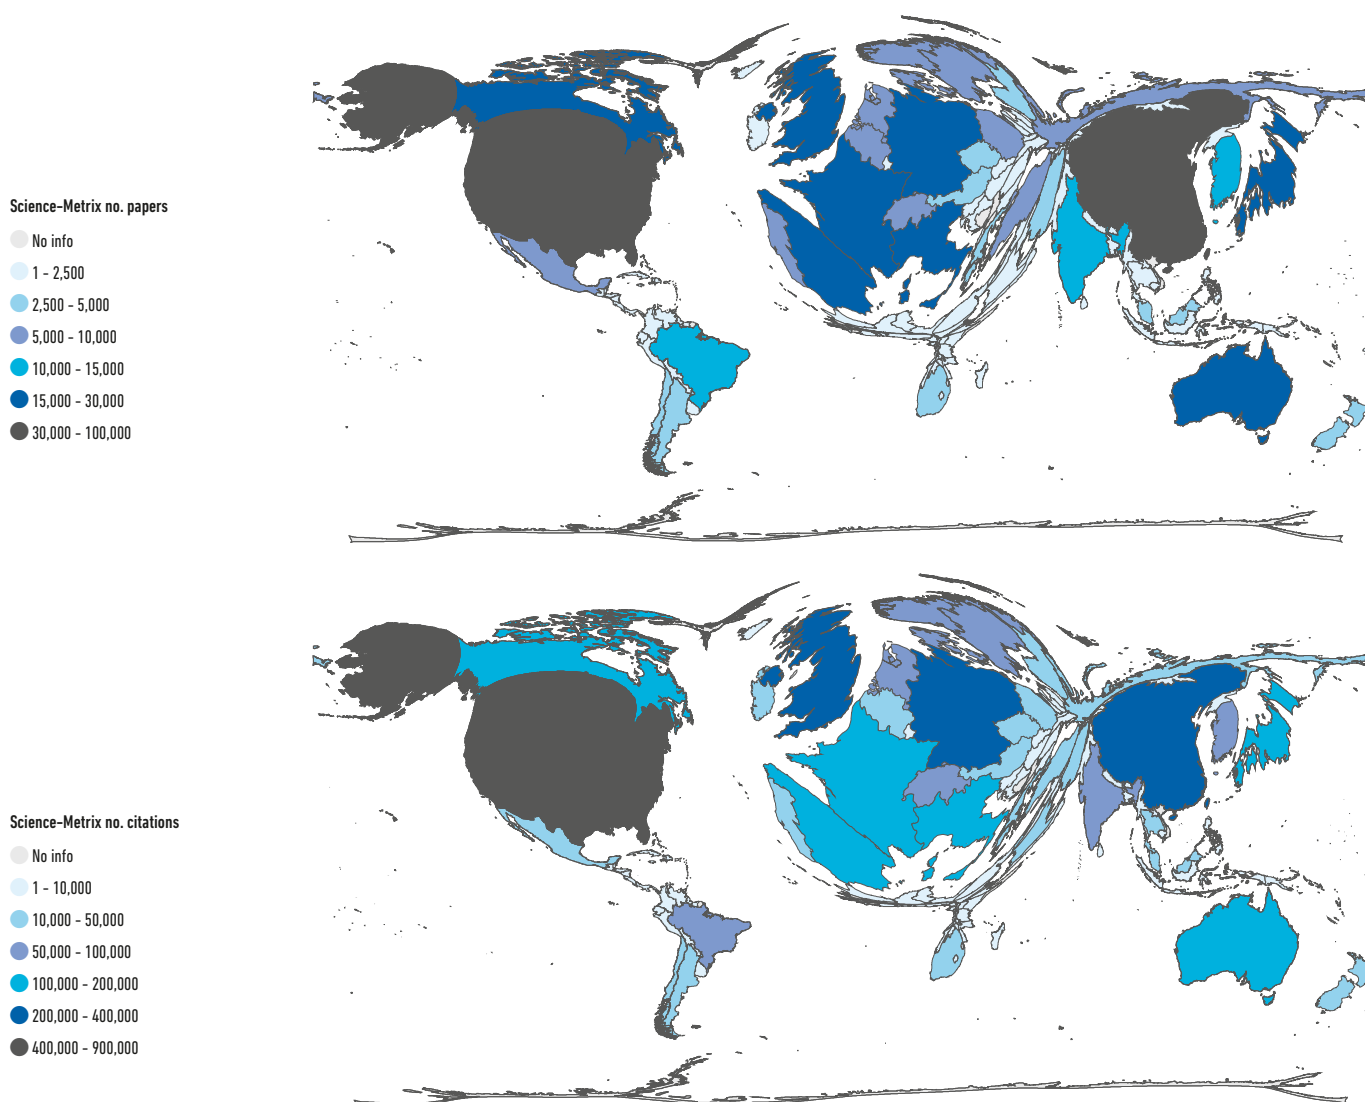 Science-Metrix no. papers
No info
1 - 2,500
2,500 - 5,000
5,000 - 10,000
10,000 - 15,000
15,000 - 30,000
30,000 - 100,000
Science-Metrix no. citations
No info
1 - 10,000
10,000 - 50,000
50,000 - 100,000
100,000 - 200,000
200,000 - 400,000
400,000 - 900,000